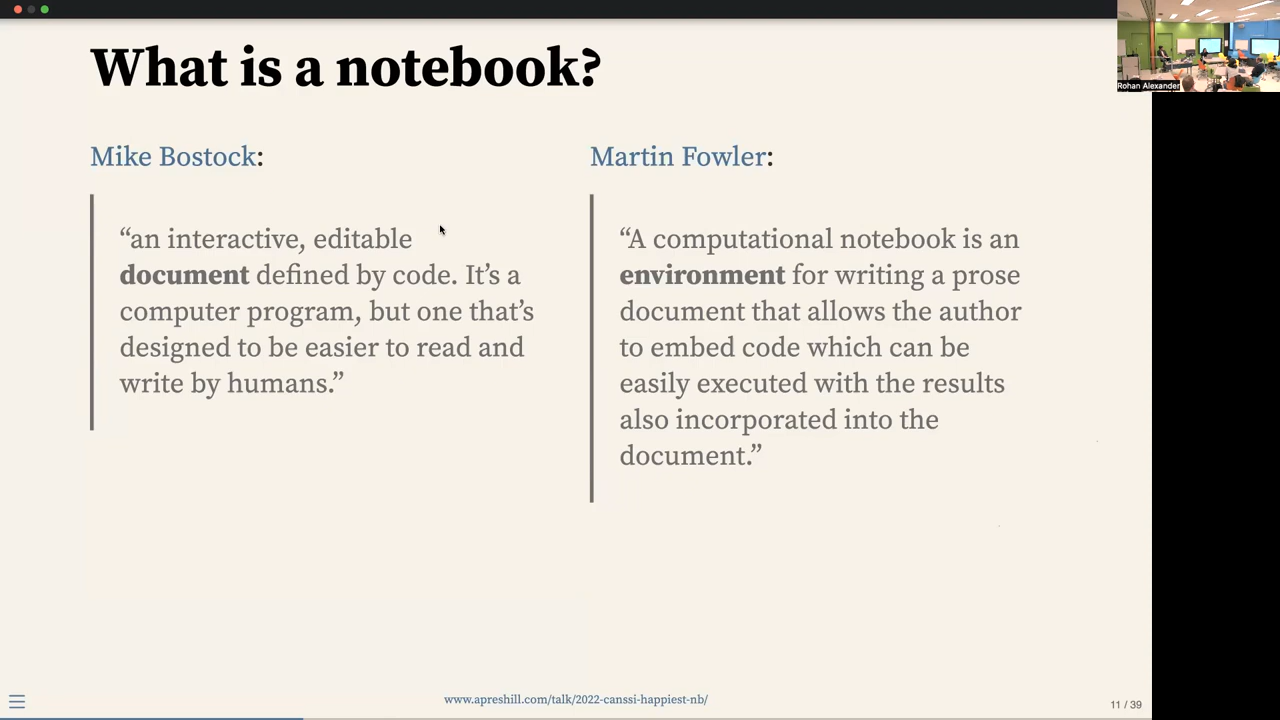 What is a notebook?
Rohan Alexander
Mike Bostock:
“an interactive, editable
document defined by code. It’s a
computer program, but one that’s
designed to be easier to read and
write by humans.”
Martin Fowler:
“A computational notebook is an
environment for writing a prose
document that allows the author
to embed code which can be
easily executed with the results
also incorporated into the
document.”
www.apreshill.com/talk/2022-canssi-happiest-nb/
11 / 39